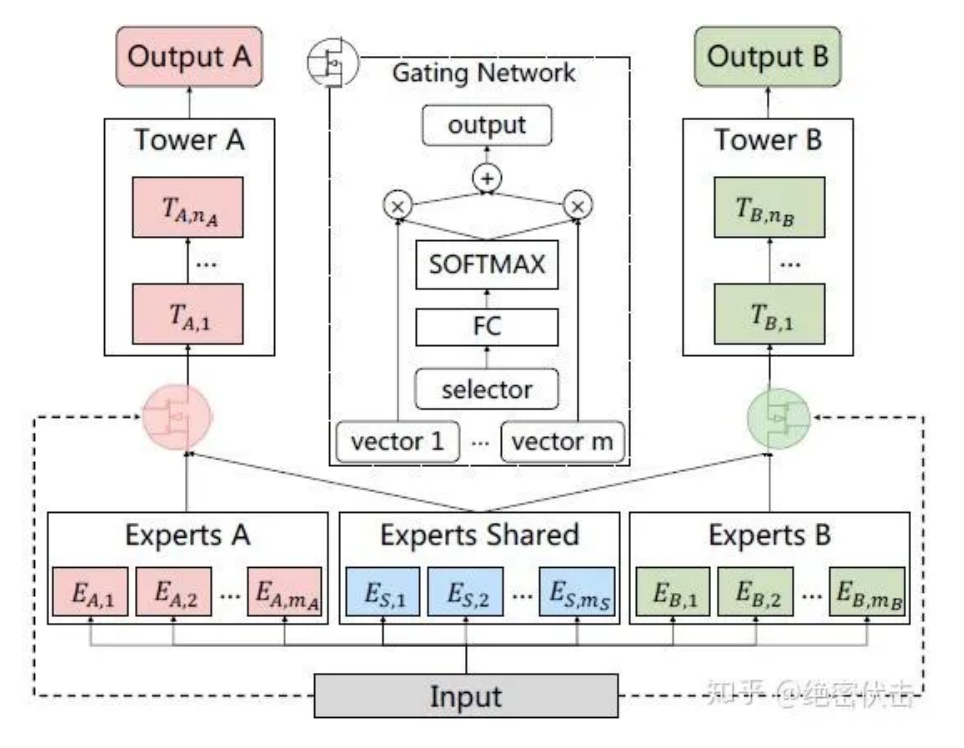 Output A
Gating Network
Output B
output
Tower A
Tower B
+
× ×
T_{A,n_A}
T_{B,n_B}
SOFTMAX
...
...
FC
T_{A,1}
T_{B,1}
selector
vector 1 ... vector m
Experts A
Experts Shared
Experts B
E_{A,1} E_{A,2} ... E_{A,m_A}
E_{S,1} E_{S,2} ... E_{S,m_S}
E_{B,1} E_{B,2} ... E_{B,m_B}
Input
知乎 @绝密伏击